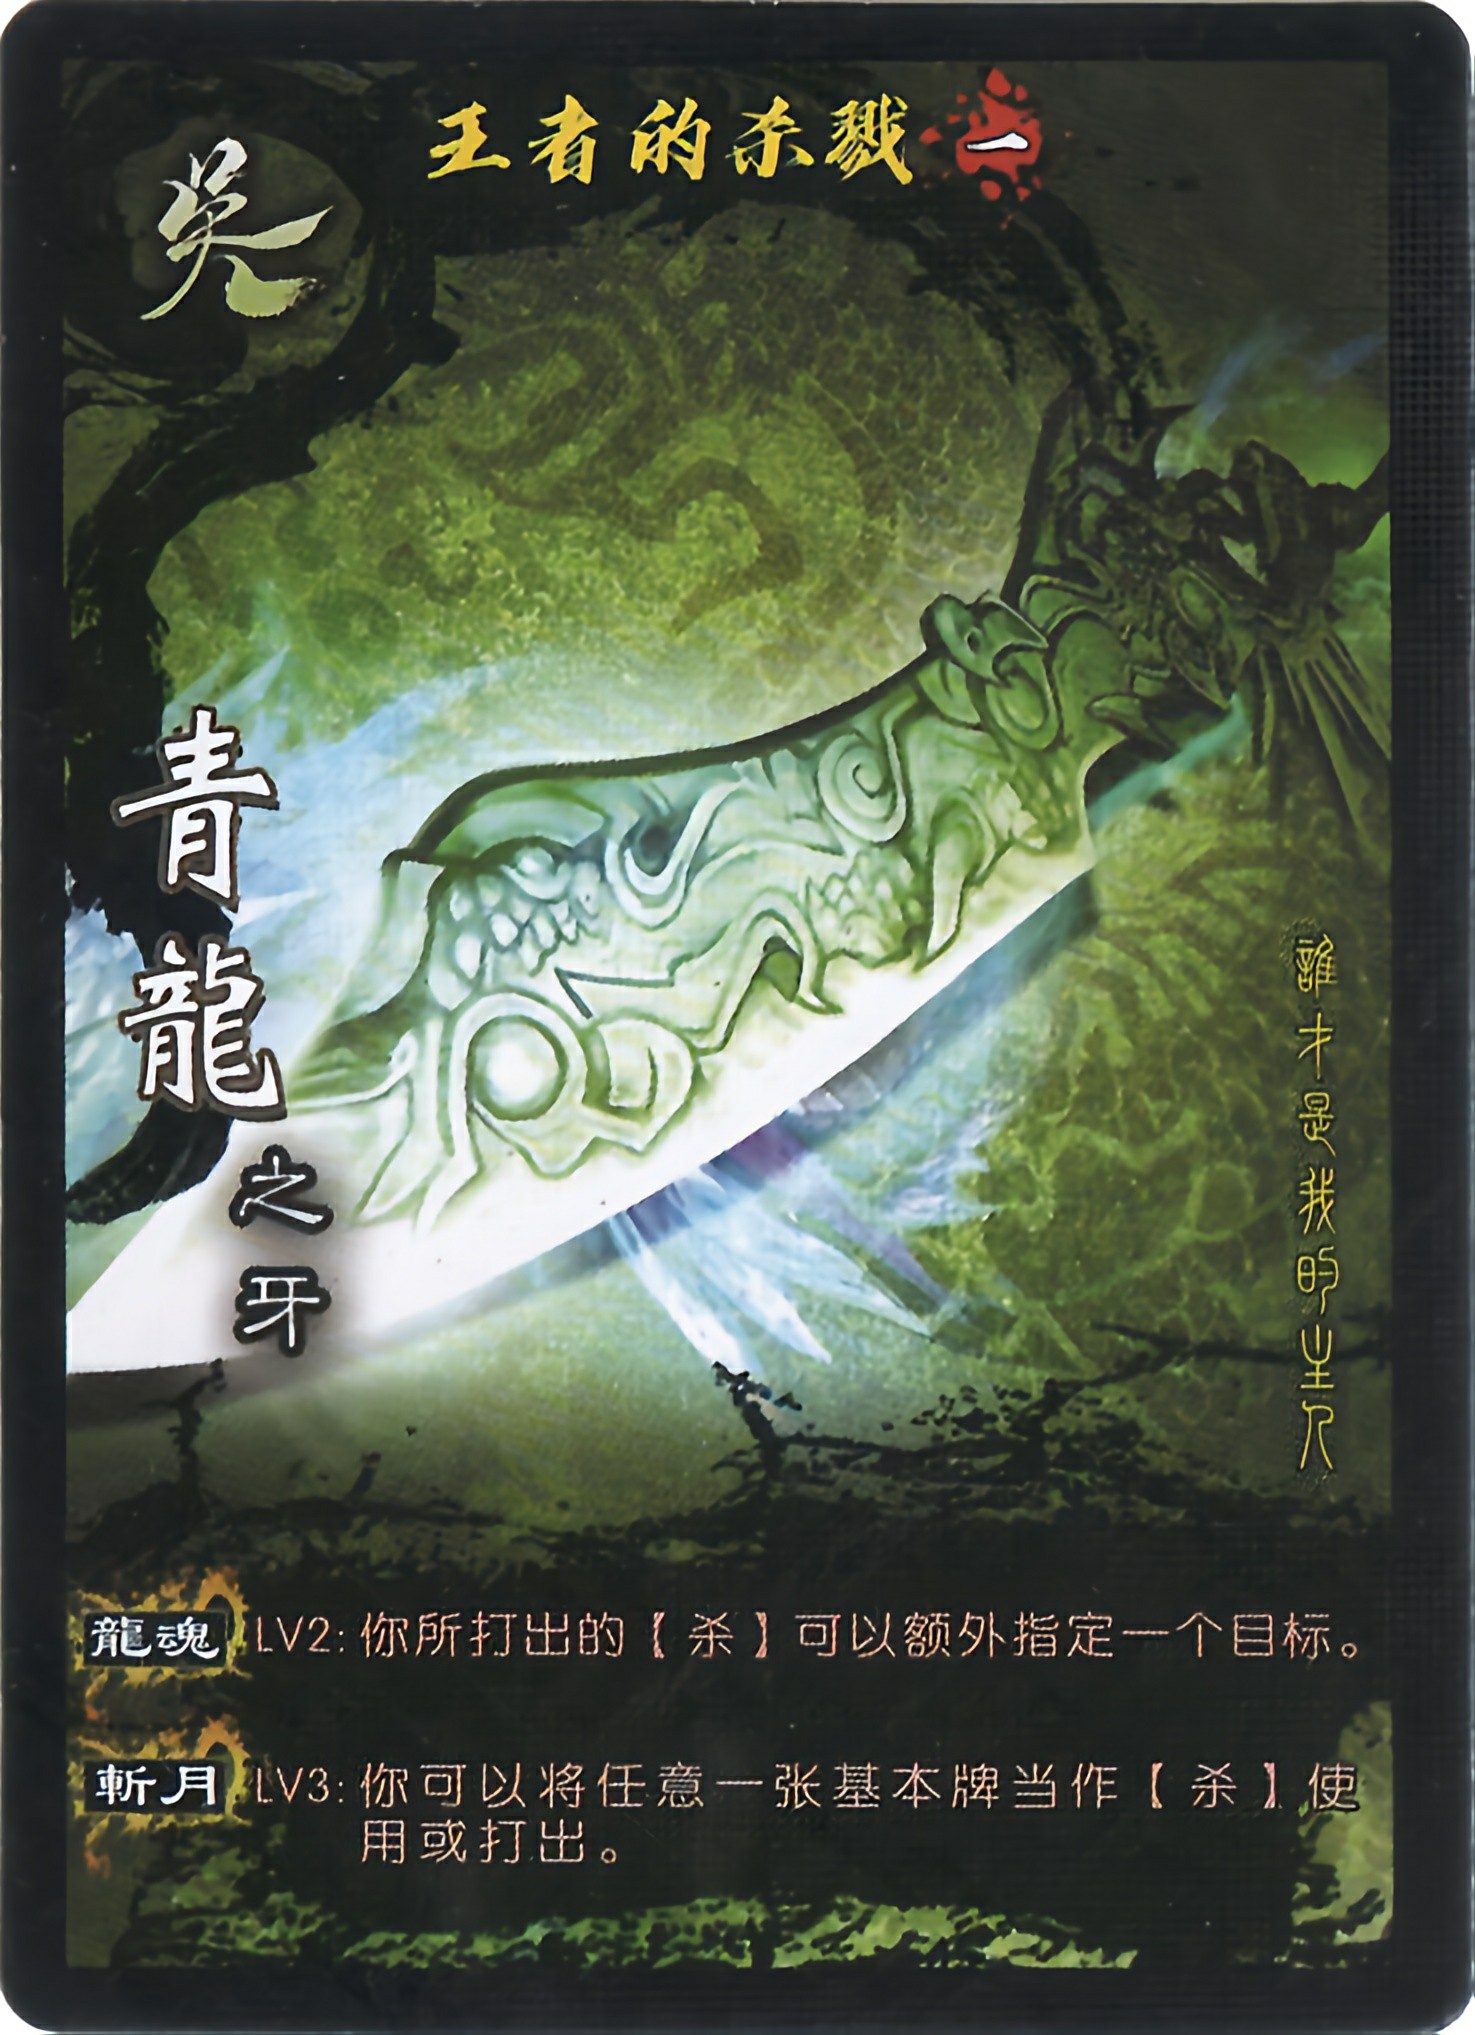 王者的杀戮 一
吴
青龍之牙
誰才是我的主人
龍魂 LV2:你所打出的【杀】可以额外指定一个目标。
斬月 LV3:你可以将任意一张基本牌当作【杀】使
用或打出。